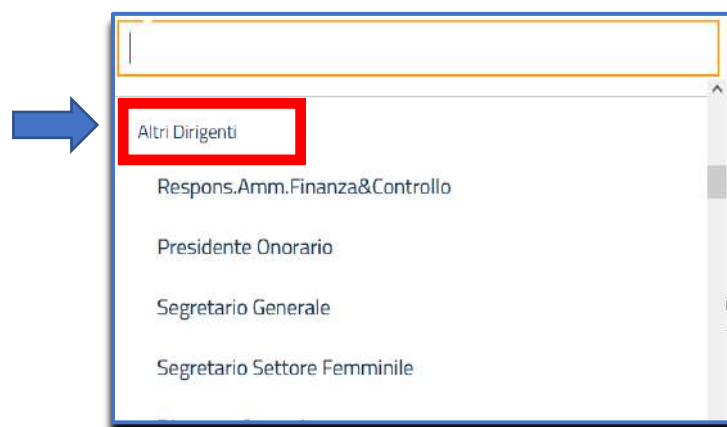 Altri Dirigenti
Respons.Amm.Finanza&Controllo
Presidente Onorario
Segretario Generale
Segretario Settore Femminile